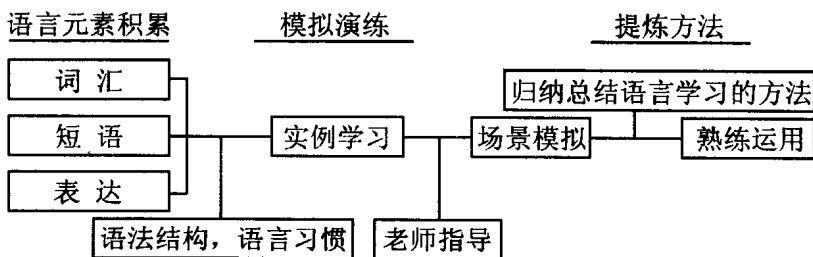 语言元素积累
模拟演练
提炼方法
词汇
短语
表达
实例学习
场景模拟
归纳总结语言学习的方法
熟练运用
语法结构，语言习惯
老师指导